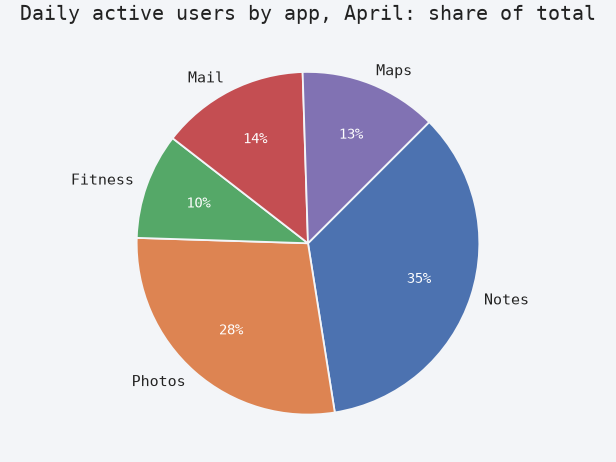 Daily active users by app, April: share of total
Maps
Mail
13%
14%
Fitness
10%
35%
Notes
28%
Photos